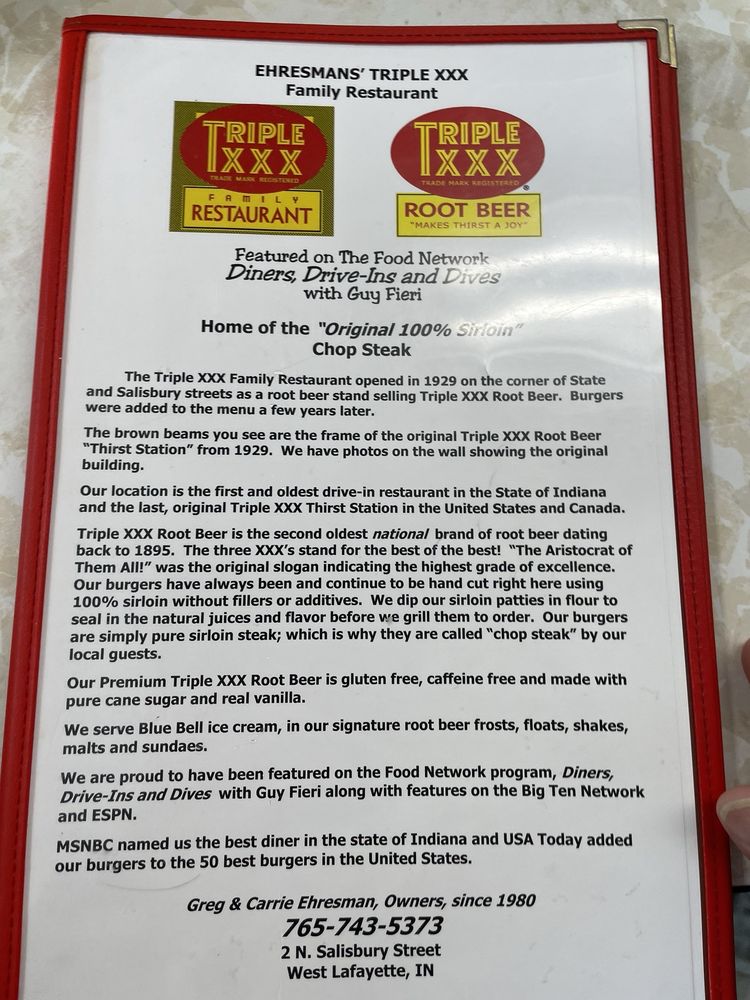 EHRESMANS' TRIPLE XXX
Family Restaurant
TRIPLE
XXX
TRADE MARK REGISTERED
FAMILY
RESTAURANT
TRIPLE
XXX
TRADE MARK REGISTERED
®
ROOT BEER
"MAKES THIRST A JOY"
Featured on The Food Network
Diners, Drive-Ins and Dives
with Guy Fieri
Home of the "Original 100% Sirloin"
Chop Steak
The Triple XXX Family Restaurant opened in 1929 on the corner of State
and Salisbury streets as a root beer stand selling Triple XXX Root Beer. Burgers
were added to the menu a few years later.
The brown beams you see are the frame of the original Triple XXX Root Beer
"Thirst Station" from 1929. We have photos on the wall showing the original
building.
Our location is the first and oldest drive-in restaurant in the State of Indiana
and the last, original Triple XXX Thirst Station in the United States and Canada.
Triple XXX Root Beer is the second oldest national brand of root beer dating
back to 1895. The three XXX's stand for the best of the best! "The Aristocrat of
Them All!" was the original slogan indicating the highest grade of excellence.
Our burgers have always been and continue to be hand cut right here using
100% sirloin without fillers or additives. We dip our sirloin patties in flour to
seal in the natural juices and flavor before we grill them to order. Our burgers
are simply pure sirloin steak; which is why they are called "chop steak" by our
local guests.
Our Premium Triple XXX Root Beer is gluten free, caffeine free and made with
pure cane sugar and real vanilla.
We serve Blue Bell ice cream, in our signature root beer frosts, floats, shakes,
malts and sundaes.
We are proud to have been featured on the Food Network program, Diners,
Drive-Ins and Dives with Guy Fieri along with features on the Big Ten Network
and ESPN.
MSNBC named us the best diner in the state of Indiana and USA Today added
our burgers to the 50 best burgers in the United States.
Greg & Carrie Ehresman, Owners, since 1980
765-743-5373
2 N. Salisbury Street
West Lafayette, IN